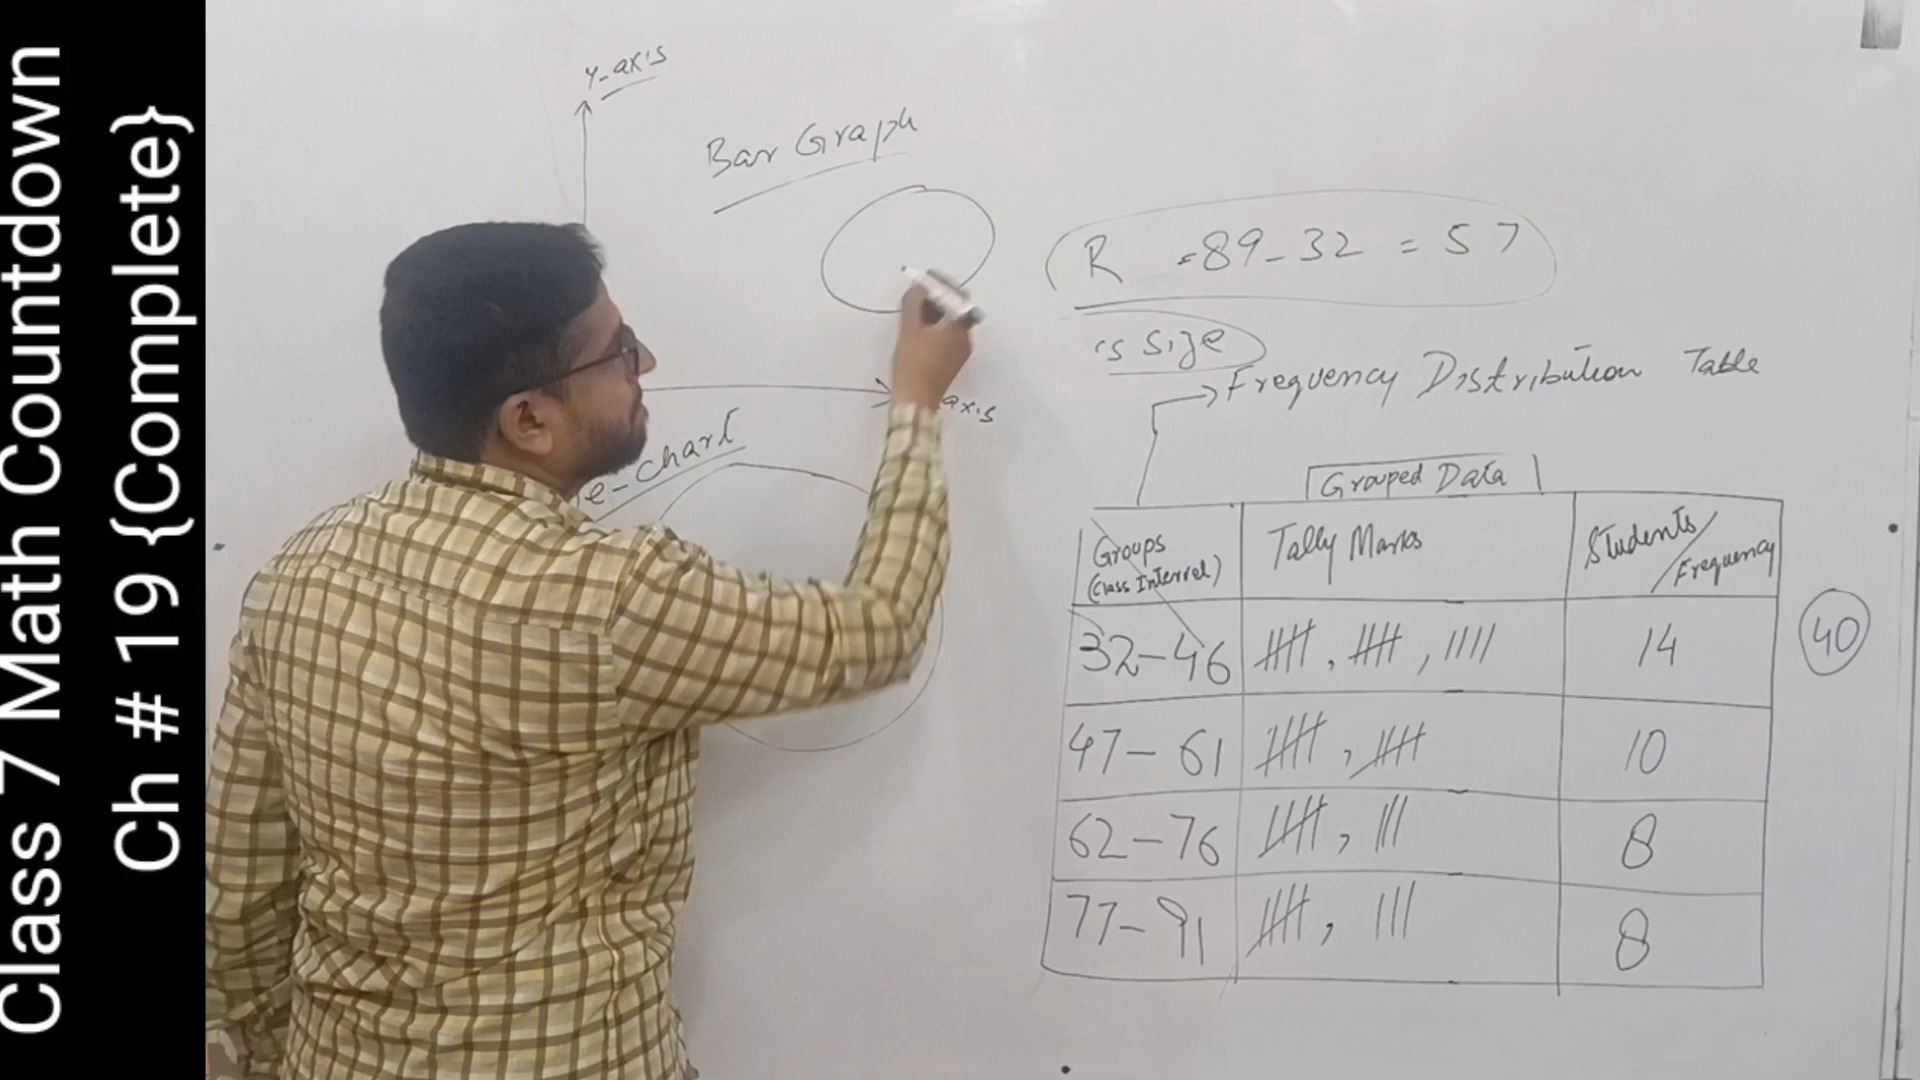 Class 7 Math Countdown
Ch # 19 {Complete}
Y-axis
Bar Graph
axis
e-chart
R = 89-32 = 57
s size
Frequency Distribution Table
Grouped Data
Groups (Class Interval) Tally Marks Students/Frequency
32-46 |||| , |||| , |||| 14
47-61 |||| , |||| 10
62-76 |||| , ||| 8
77-91 |||| , ||| 8
40